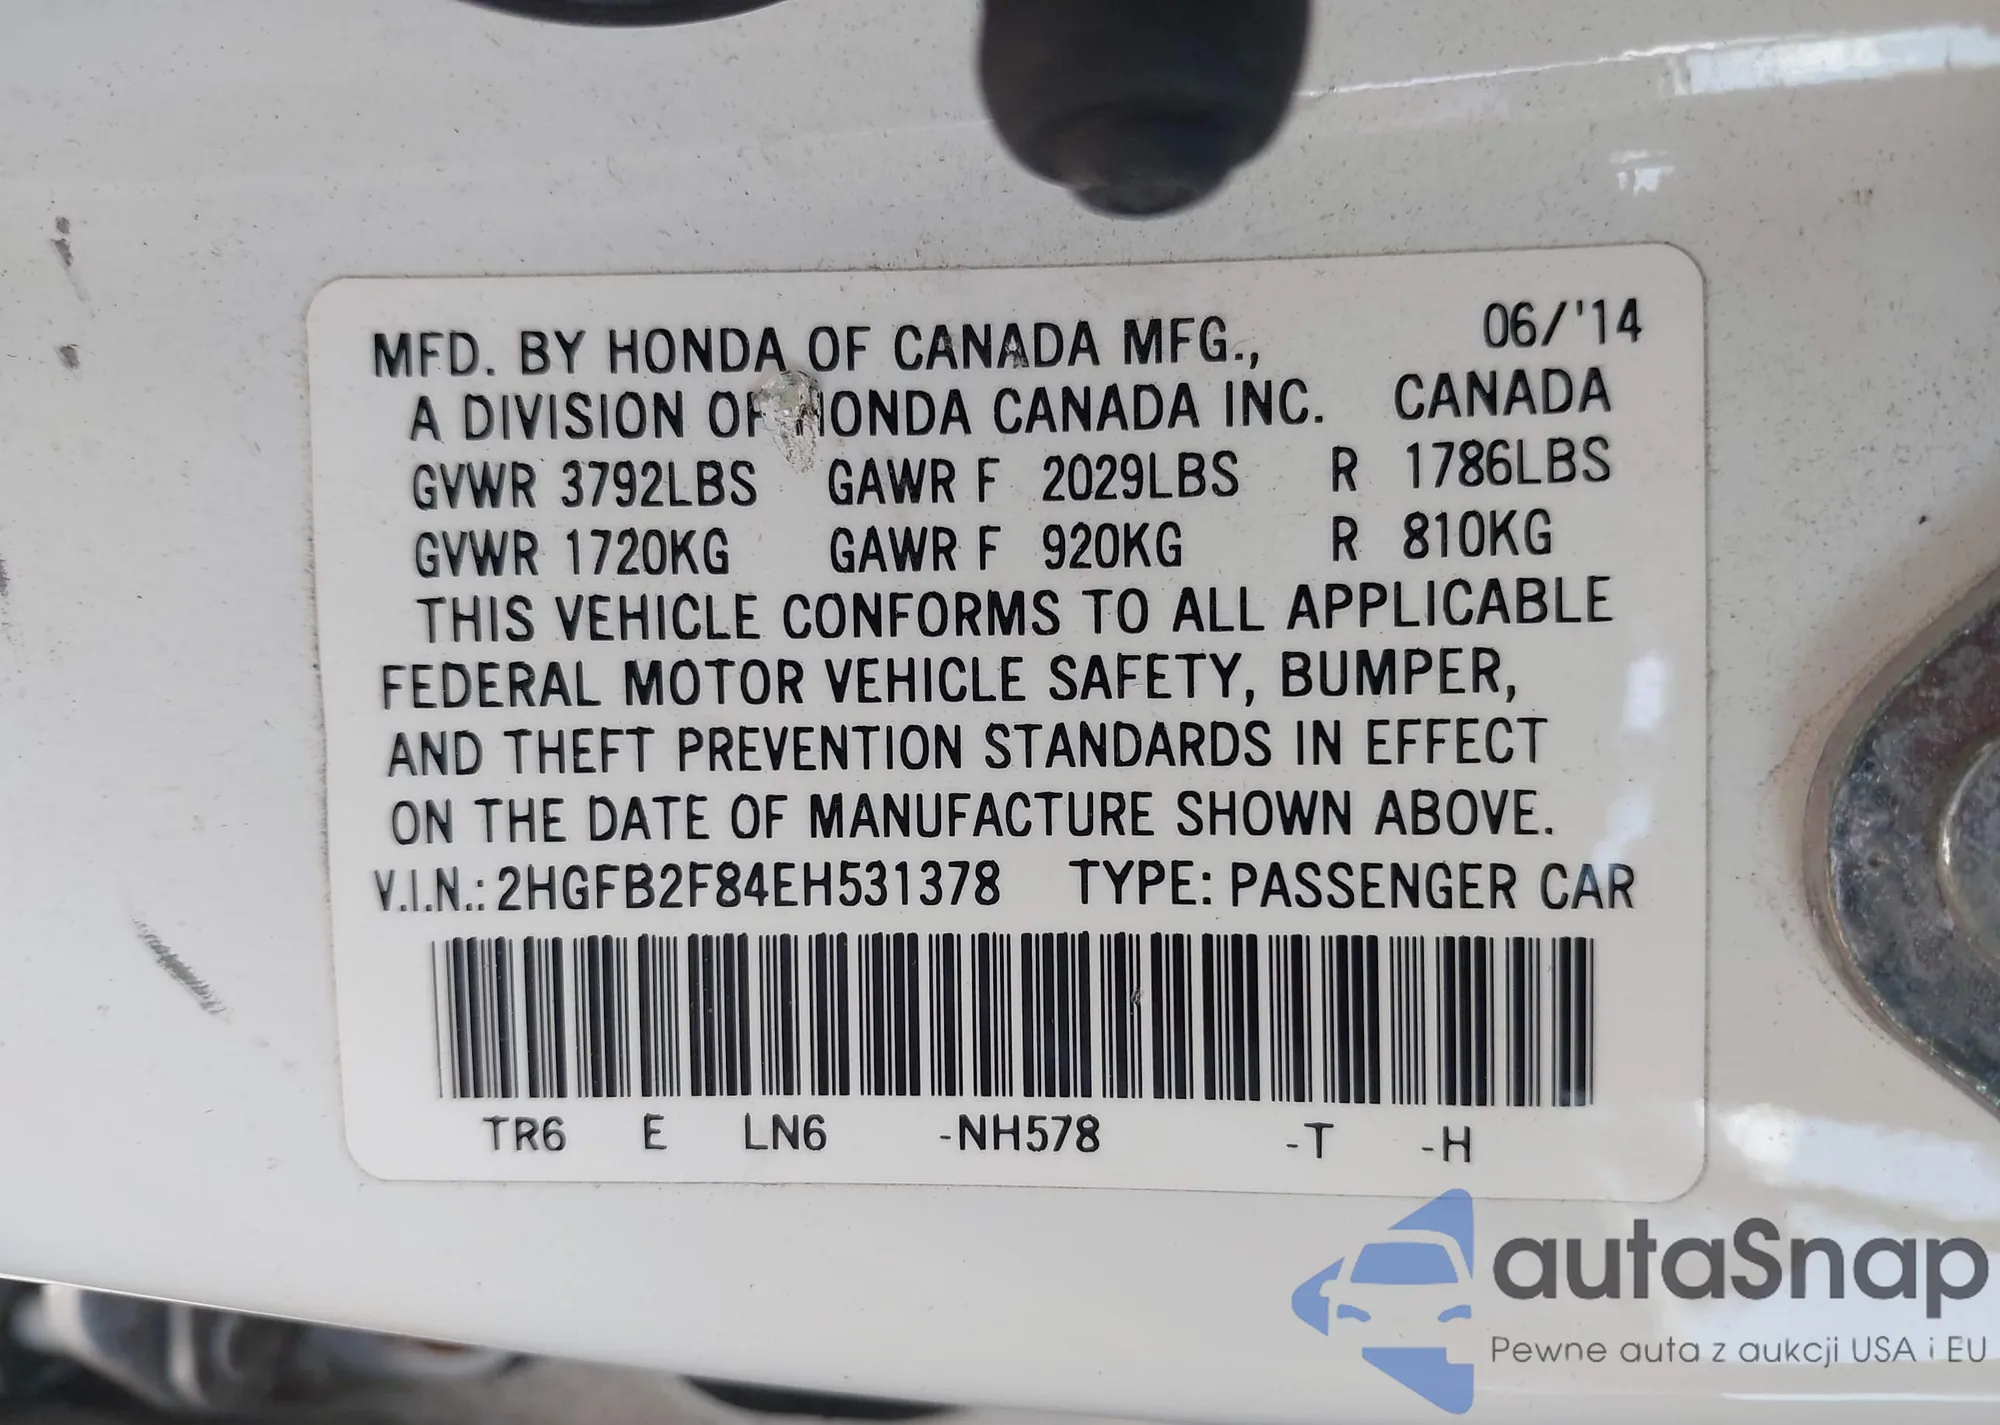 MFD. BY HONDA OF CANADA MFG., 06/'14
A DIVISION OF HONDA CANADA INC. CANADA
GVWR 3792LBS GAWR F 2029LBS R 1786LBS
GVWR 1720KG GAWR F 920KG R 810KG
THIS VEHICLE CONFORMS TO ALL APPLICABLE
FEDERAL MOTOR VEHICLE SAFETY, BUMPER,
AND THEFT PREVENTION STANDARDS IN EFFECT
ON THE DATE OF MANUFACTURE SHOWN ABOVE.
V.I.N.: 2HGFB2F84EH531378 TYPE: PASSENGER CAR
TR6 E LN6 -NH578 -T -H
autaSnap
Pewne auta z aukcji USA i EU